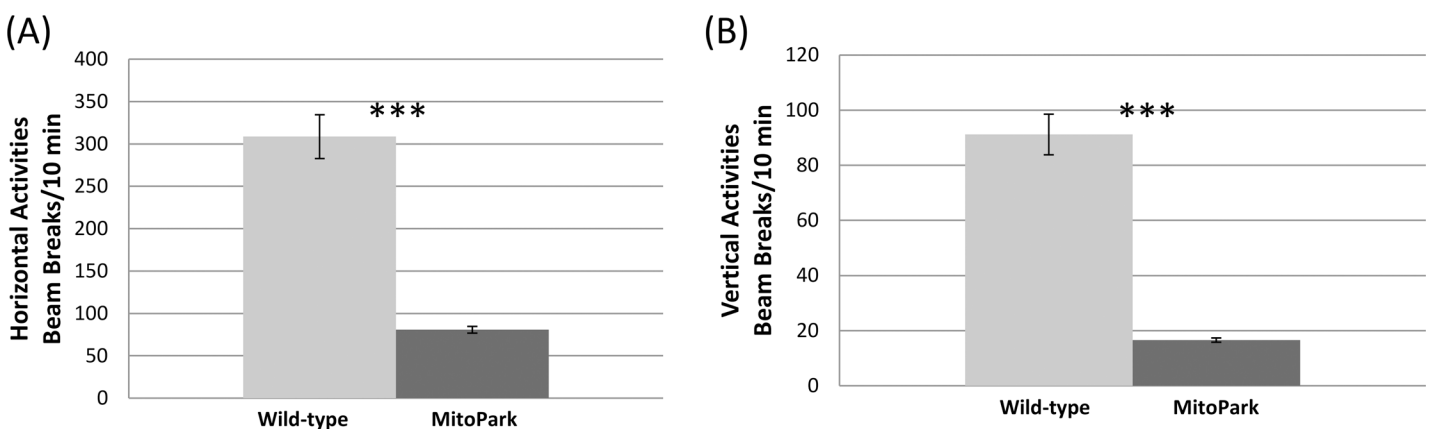 (A)
Horizontal Activities
Beam Breaks/10 min
400
350
300
250
200
150
100
50
0
***
Wild-type
MitoPark
(B)
Vertical Activities
Beam Breaks/10 min
120
100
80
60
40
20
0
***
Wild-type
MitoPark